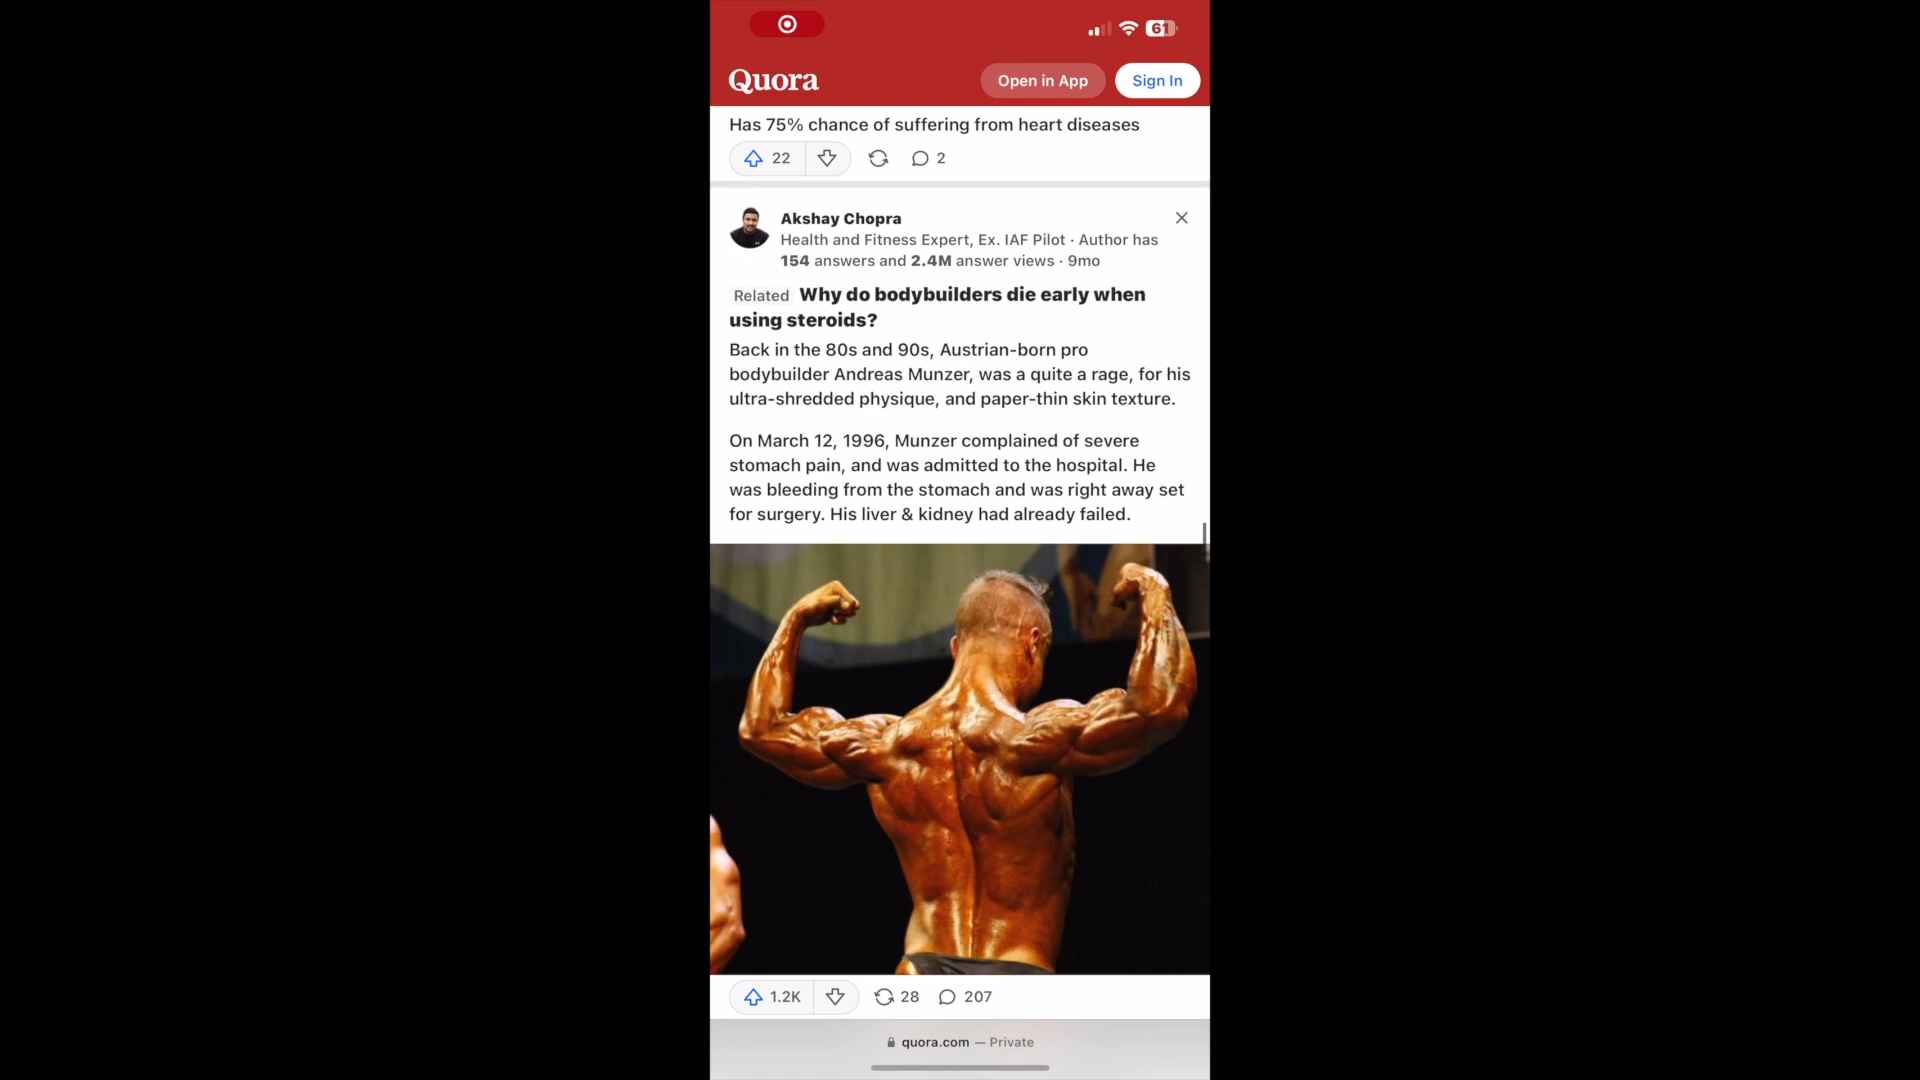 61
Quora
Open in App
Sign In
Has 75% chance of suffering from heart diseases
22
2
Akshay Chopra
Health and Fitness Expert, Ex. IAF Pilot · Author has
154 answers and 2.4M answer views · 9mo
Related Why do bodybuilders die early when
using steroids?
Back in the 80s and 90s, Austrian-born pro
bodybuilder Andreas Munzer, was a quite a rage, for his
ultra-shredded physique, and paper-thin skin texture.
On March 12, 1996, Munzer complained of severe
stomach pain, and was admitted to the hospital. He
was bleeding from the stomach and was right away set
for surgery. His liver & kidney had already failed.
1.2K
28
207
quora.com — Private